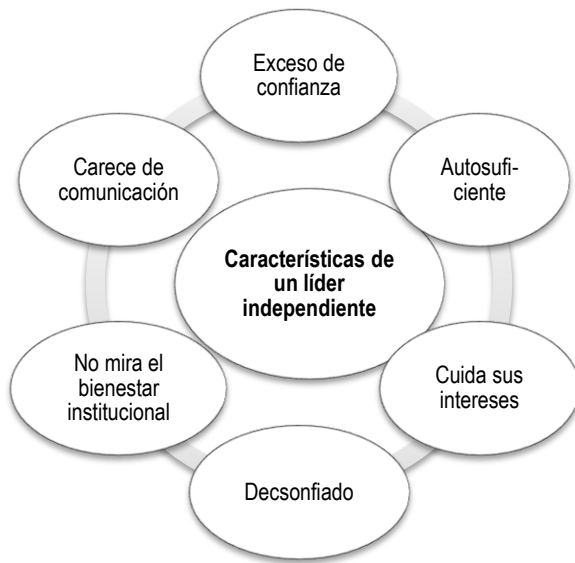 Exceso de
confianza
Carece de
comunicación
Autosufi-
ciente
Características de
un líder
independiente
No mira el
bienestar
institucional
Cuida sus
intereses
Decsonfiado